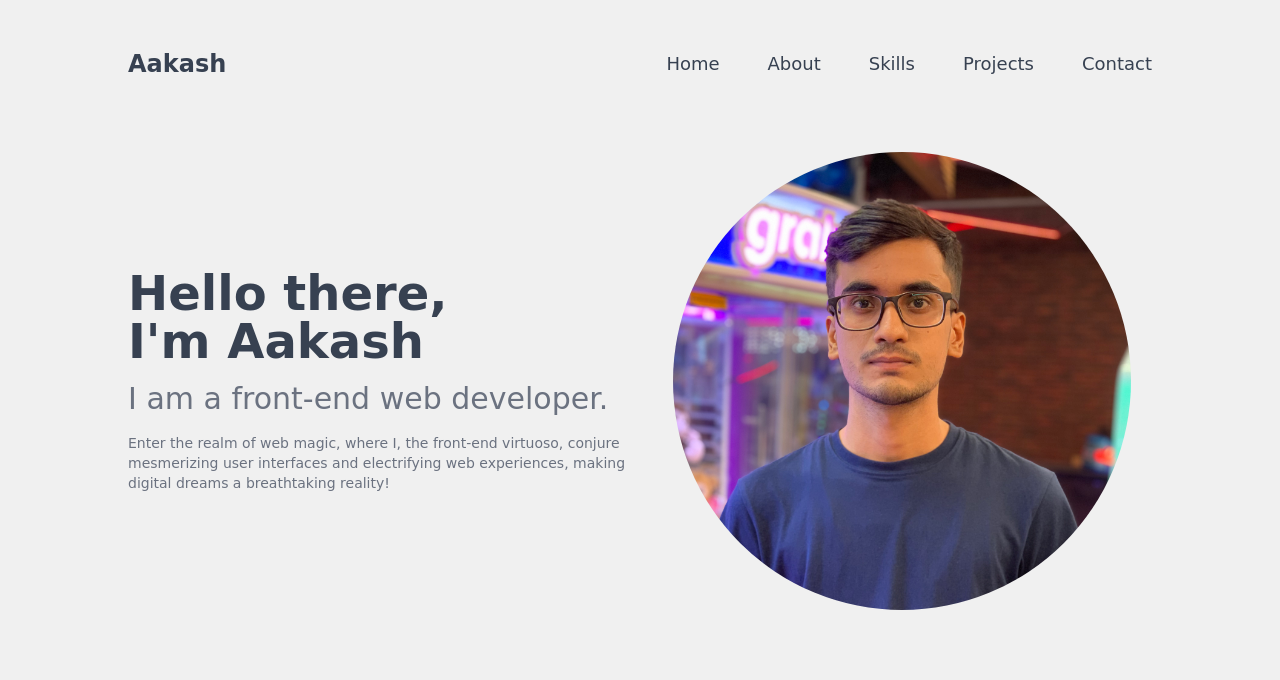 Aakash
Home
About
Skills
Projects
Contact
Hello there,
I'm Aakash
I am a front-end web developer.
Enter the realm of web magic, where I, the front-end virtuoso, conjure
mesmerizing user interfaces and electrifying web experiences, making
digital dreams a breathtaking reality!